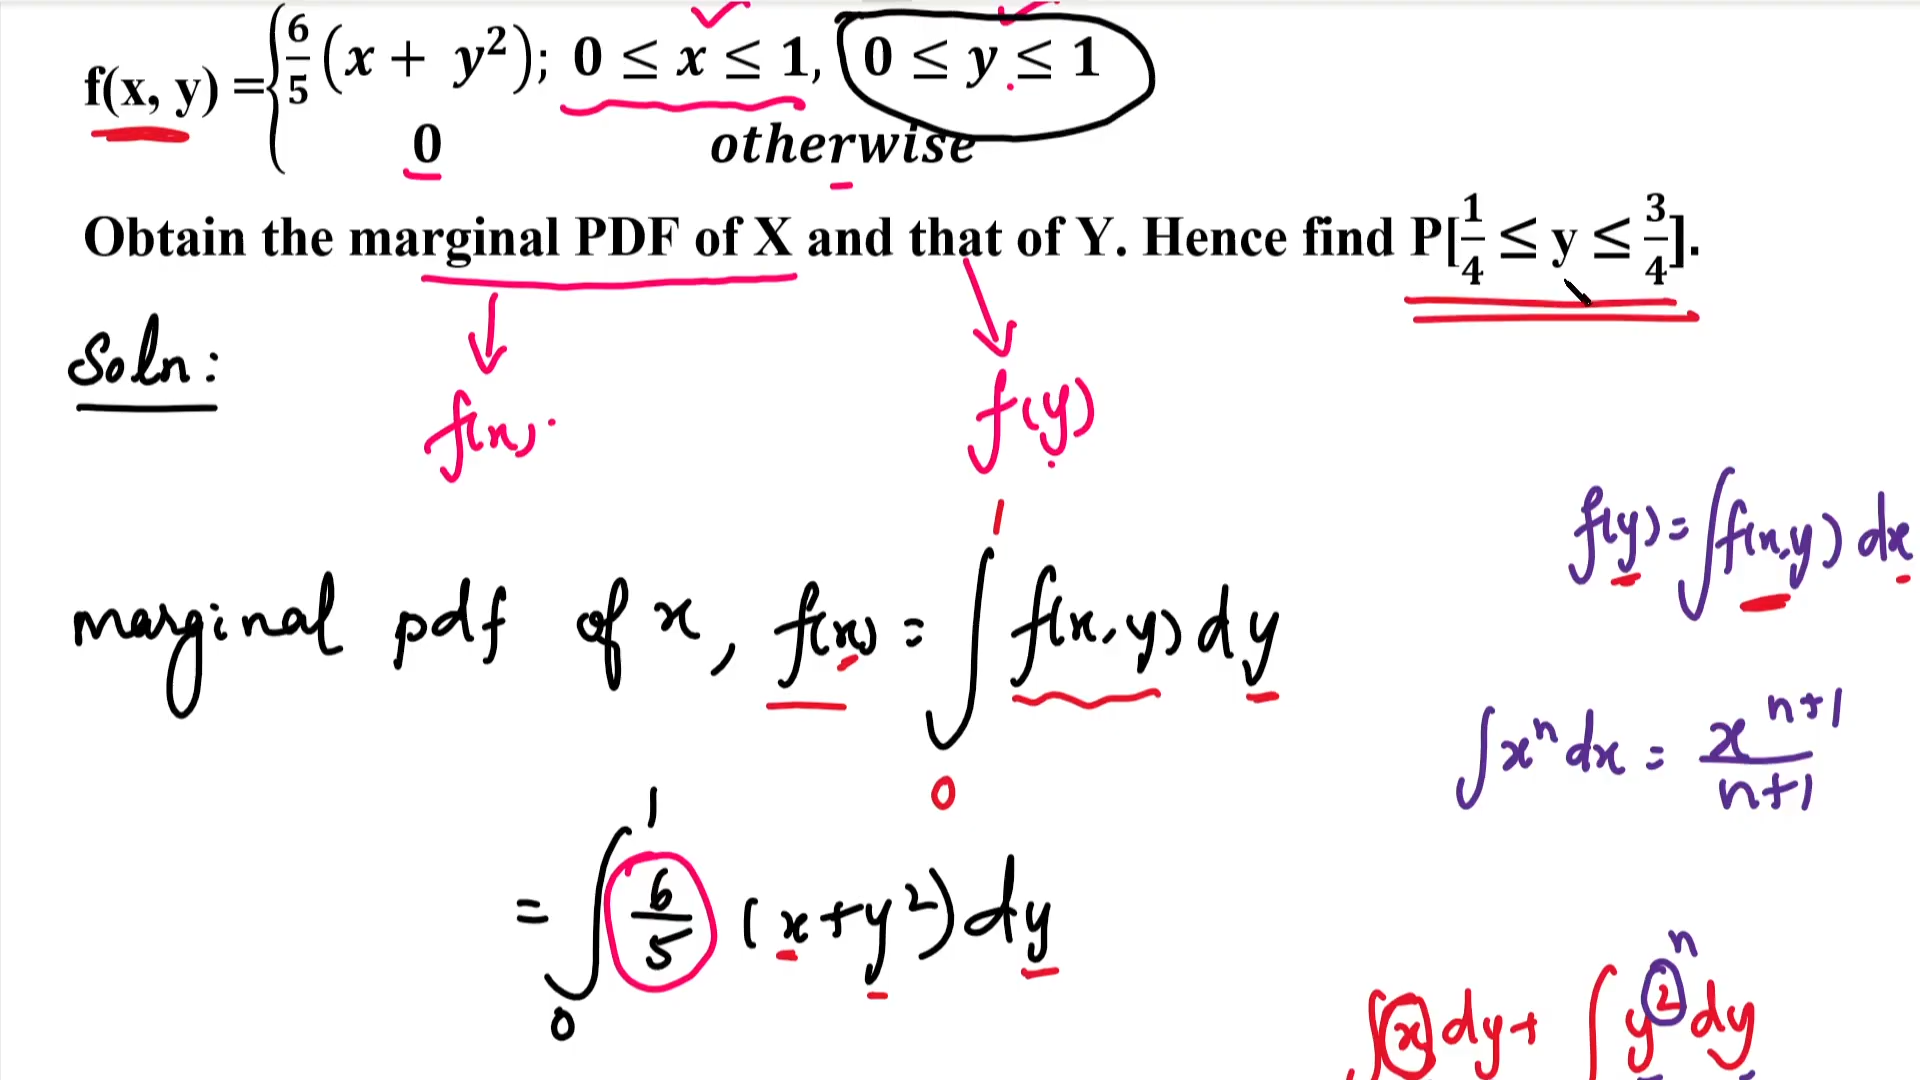 f(x, y) = { 6/5 (x + y²); 0 ≤ x ≤ 1, 0 ≤ y ≤ 1
0 otherwise
Obtain the marginal PDF of X and that of Y. Hence find P[1/4 ≤ y ≤ 3/4].
Soln:
f(x) f(y)
f(y) = ∫ f(x,y) dx
marginal pdf of x, f(x) = ∫₀¹ f(x,y) dy
∫ xⁿ dx = xⁿ⁺¹/n+1
= ∫₀¹ 6/5 (x+y²) dy
n
∫ x dy + ∫ y² dy